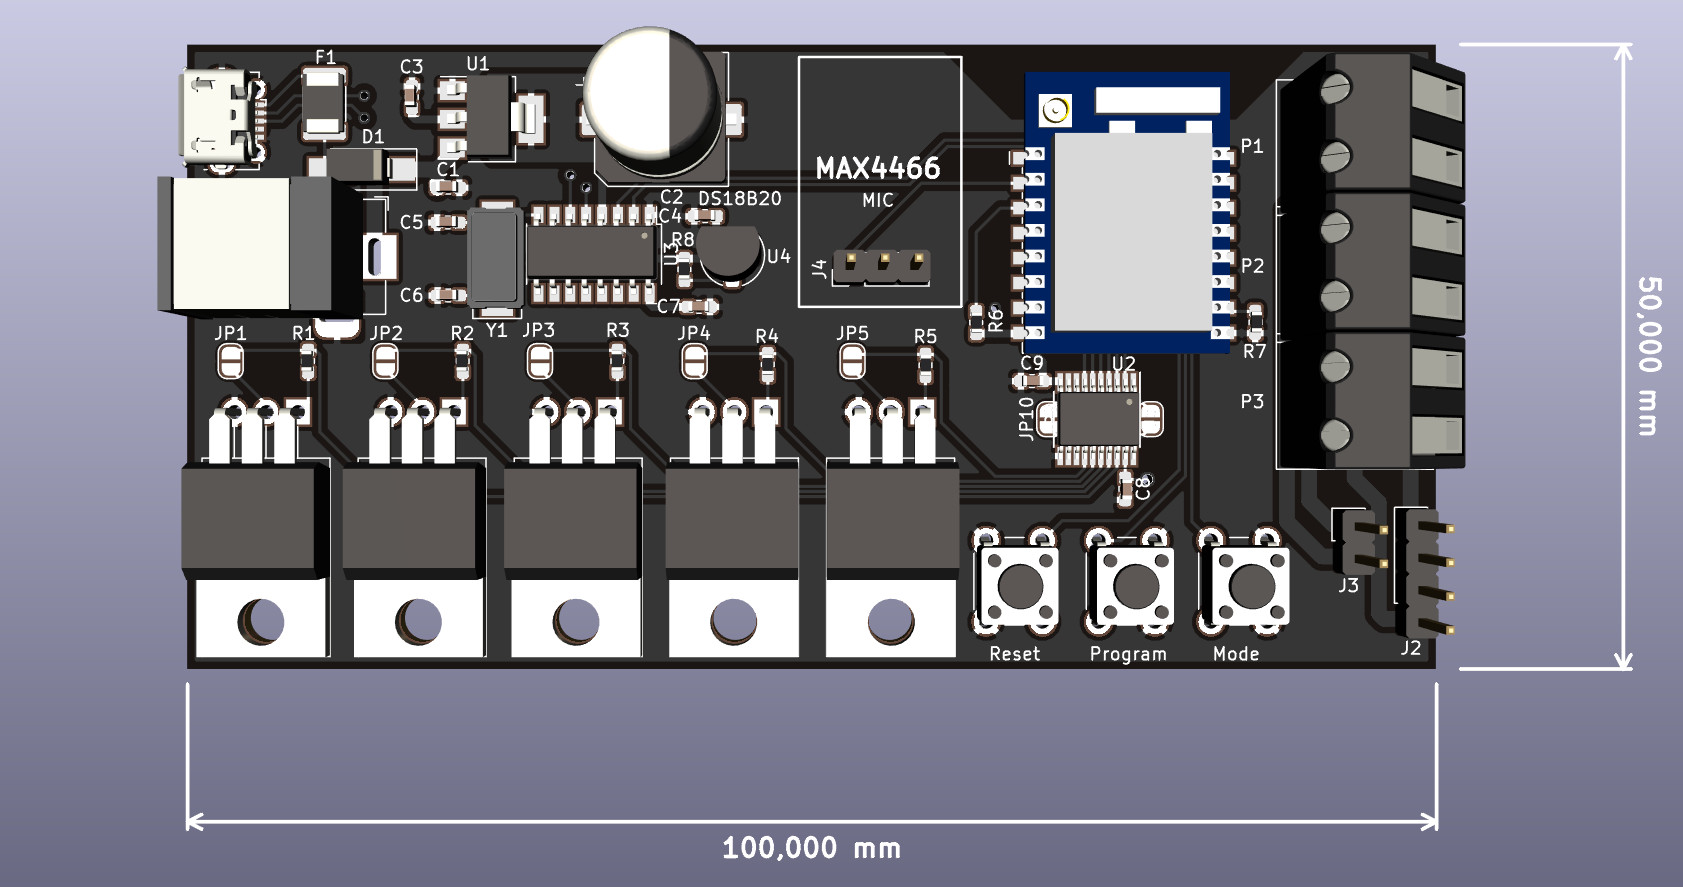 F1
C3
U1
D1
C1
C2
DS18B20
C5
C4
R8
U3
U4
C6
C7
Y1
MAX4466
MIC
J4
P1
P2
R6
R7
P3
JP1
R1
JP2
R2
JP3
R3
JP4
R4
JP5
R5
C9
U2
JP10
C8
J3
J2
Reset
Program
Mode
50,000 mm
100,000 mm